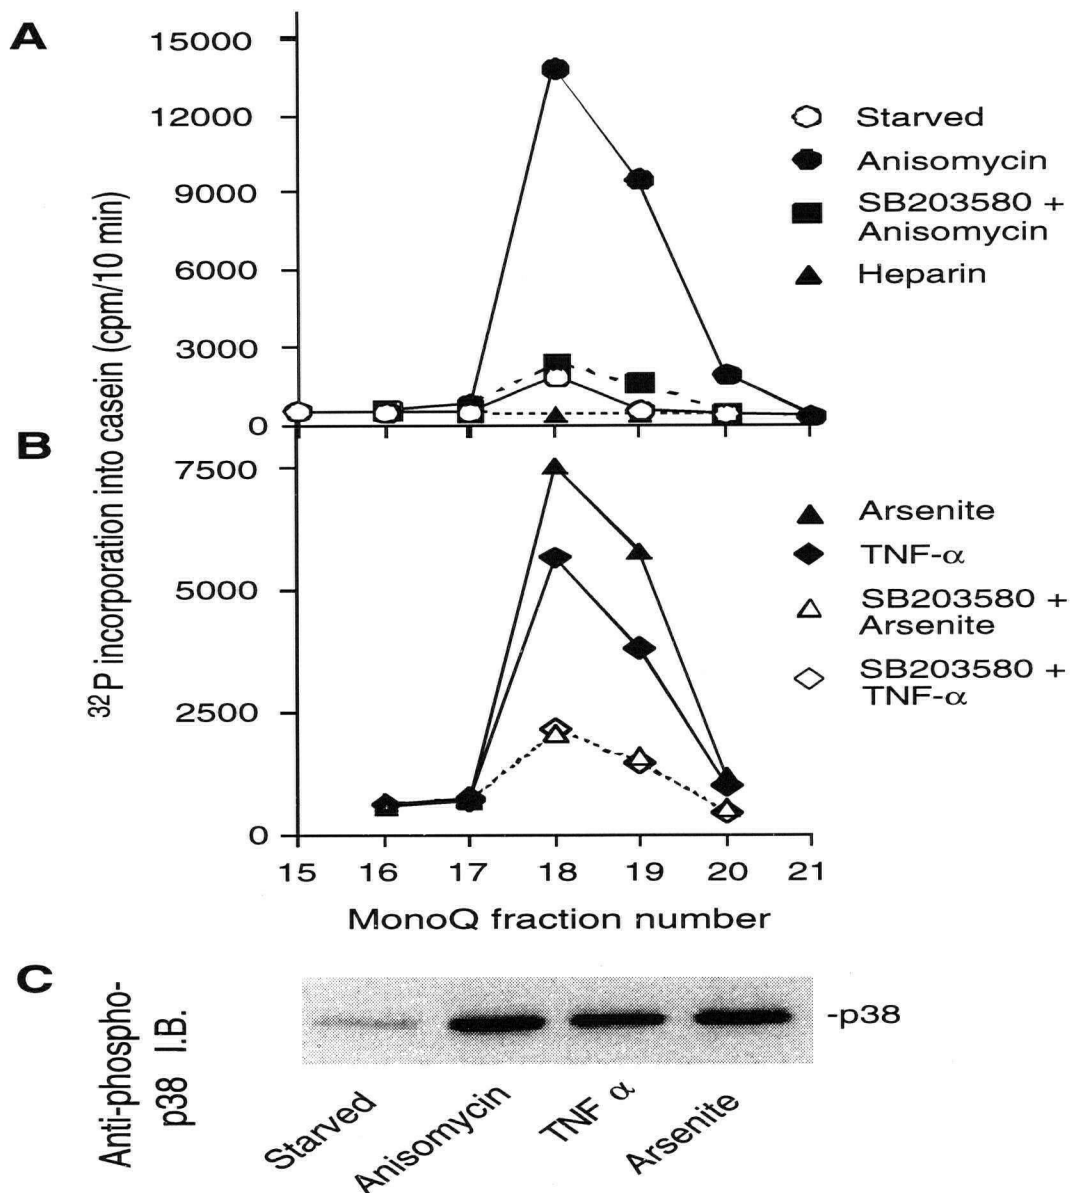 A
15000
12000
9000
6000
3000
0
Starved
Anisomycin
SB203580 +
Anisomycin
Heparin
32P incorporation into casein (cpm/10 min)
B
7500
5000
2500
0
Arsenite
TNF-α
SB203580 +
Arsenite
SB203580 +
TNF-α
15 16 17 18 19 20 21
MonoQ fraction number
C
Anti-phospho-
p38 I.B.
-p38
Starved
Anisomycin
TNF α
Arsenite